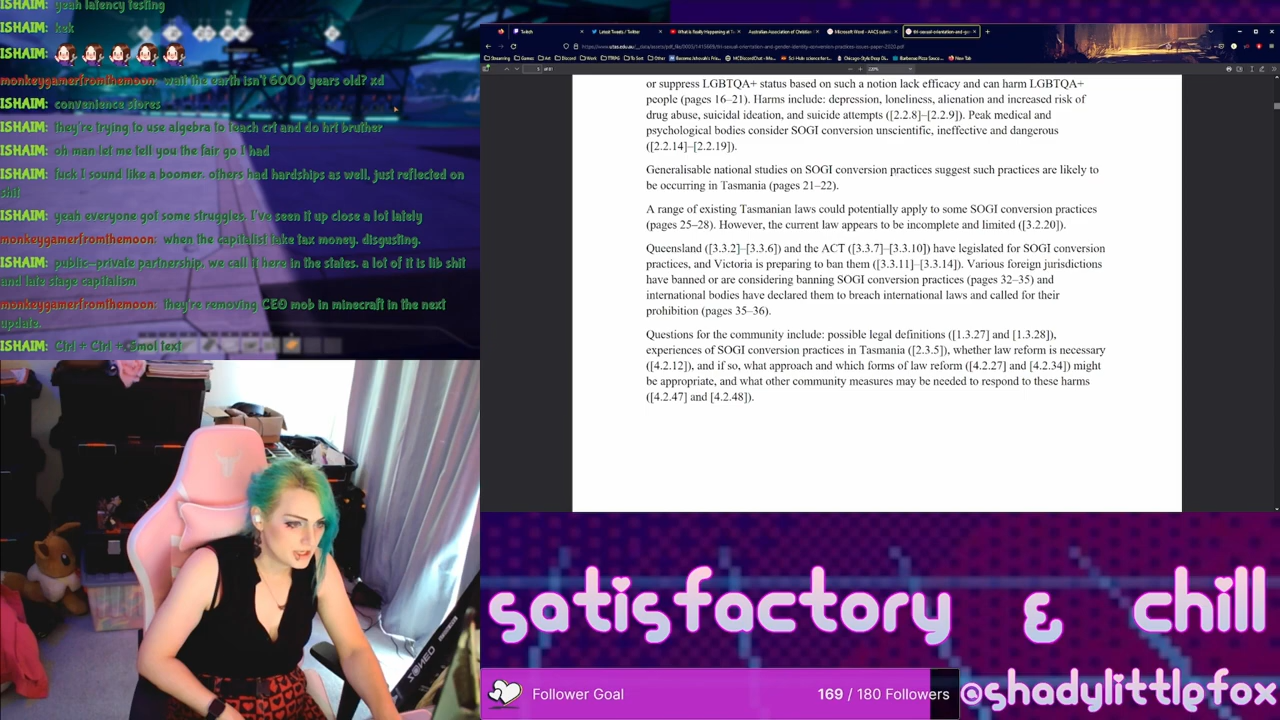 ISHAIM: yeah latency testing
ISHAIM: kek
ISHAIM:
monkeygamerfromthemoon: wait the earth isn't 6000 years old? xd
ISHAIM: convenience stores
ISHAIM: they're trying to use algebra to teach crt and do hrt bruther
ISHAIM: oh man let me tell you the fair go I had
ISHAIM: fuck I sound like a boomer. others had hardships as well, just reflected on
shit
ISHAIM: yeah everyone got some struggles. I've seen it up close a lot lately
monkeygamerfromthemoon: when the capitalist take tax money. disgusting.
ISHAIM: public-private partnership, we call it here in the states. a lot of it is lib shit
and late stage capitalism
monkeygamerfromthemoon: They're removing CEO mob in minecraft in the next
update.
ISHAIM: Ctrl + Ctrl + Smol text
Twitch
Latest Tweets / Twitter
What is Really Happening at T
Australian Association of Christian
Microsoft Word - AACS subm
or suppress LGBTQA+ status based on such a notion lack efficacy and can harm LGBTQA+
people (pages 16–21). Harms include: depression, loneliness, alienation and increased risk of
drug abuse, suicidal ideation, and suicide attempts ([2.2.8]–[2.2.9]). Peak medical and
psychological bodies consider SOGI conversion unscientific, ineffective and dangerous
([2.2.14]–[2.2.19]).
Generalisable national studies on SOGI conversion practices suggest such practices are likely to
be occurring in Tasmania (pages 21–22).
A range of existing Tasmanian laws could potentially apply to some SOGI conversion practices
(pages 25–28). However, the current law appears to be incomplete and limited ([3.2.20]).
Queensland ([3.3.2]–[3.3.6]) and the ACT ([3.3.7]–[3.3.10]) have legislated for SOGI conversion
practices, and Victoria is preparing to ban them ([3.3.11]–[3.3.14]). Various foreign jurisdictions
have banned or are considering banning SOGI conversion practices (pages 32–35) and
international bodies have declared them to breach international laws and called for their
prohibition (pages 35–36).
Questions for the community include: possible legal definitions ([1.3.27] and [1.3.28]),
experiences of SOGI conversion practices in Tasmania ([2.3.5]), whether law reform is necessary
([4.2.12]), and if so, what approach and which forms of law reform ([4.2.27] and [4.2.34]) might
be appropriate, and what other community measures may be needed to respond to these harms
([4.2.47] and [4.2.48]).
satisfactory & chill
Follower Goal
169 / 180 Followers
@shadylittlefox